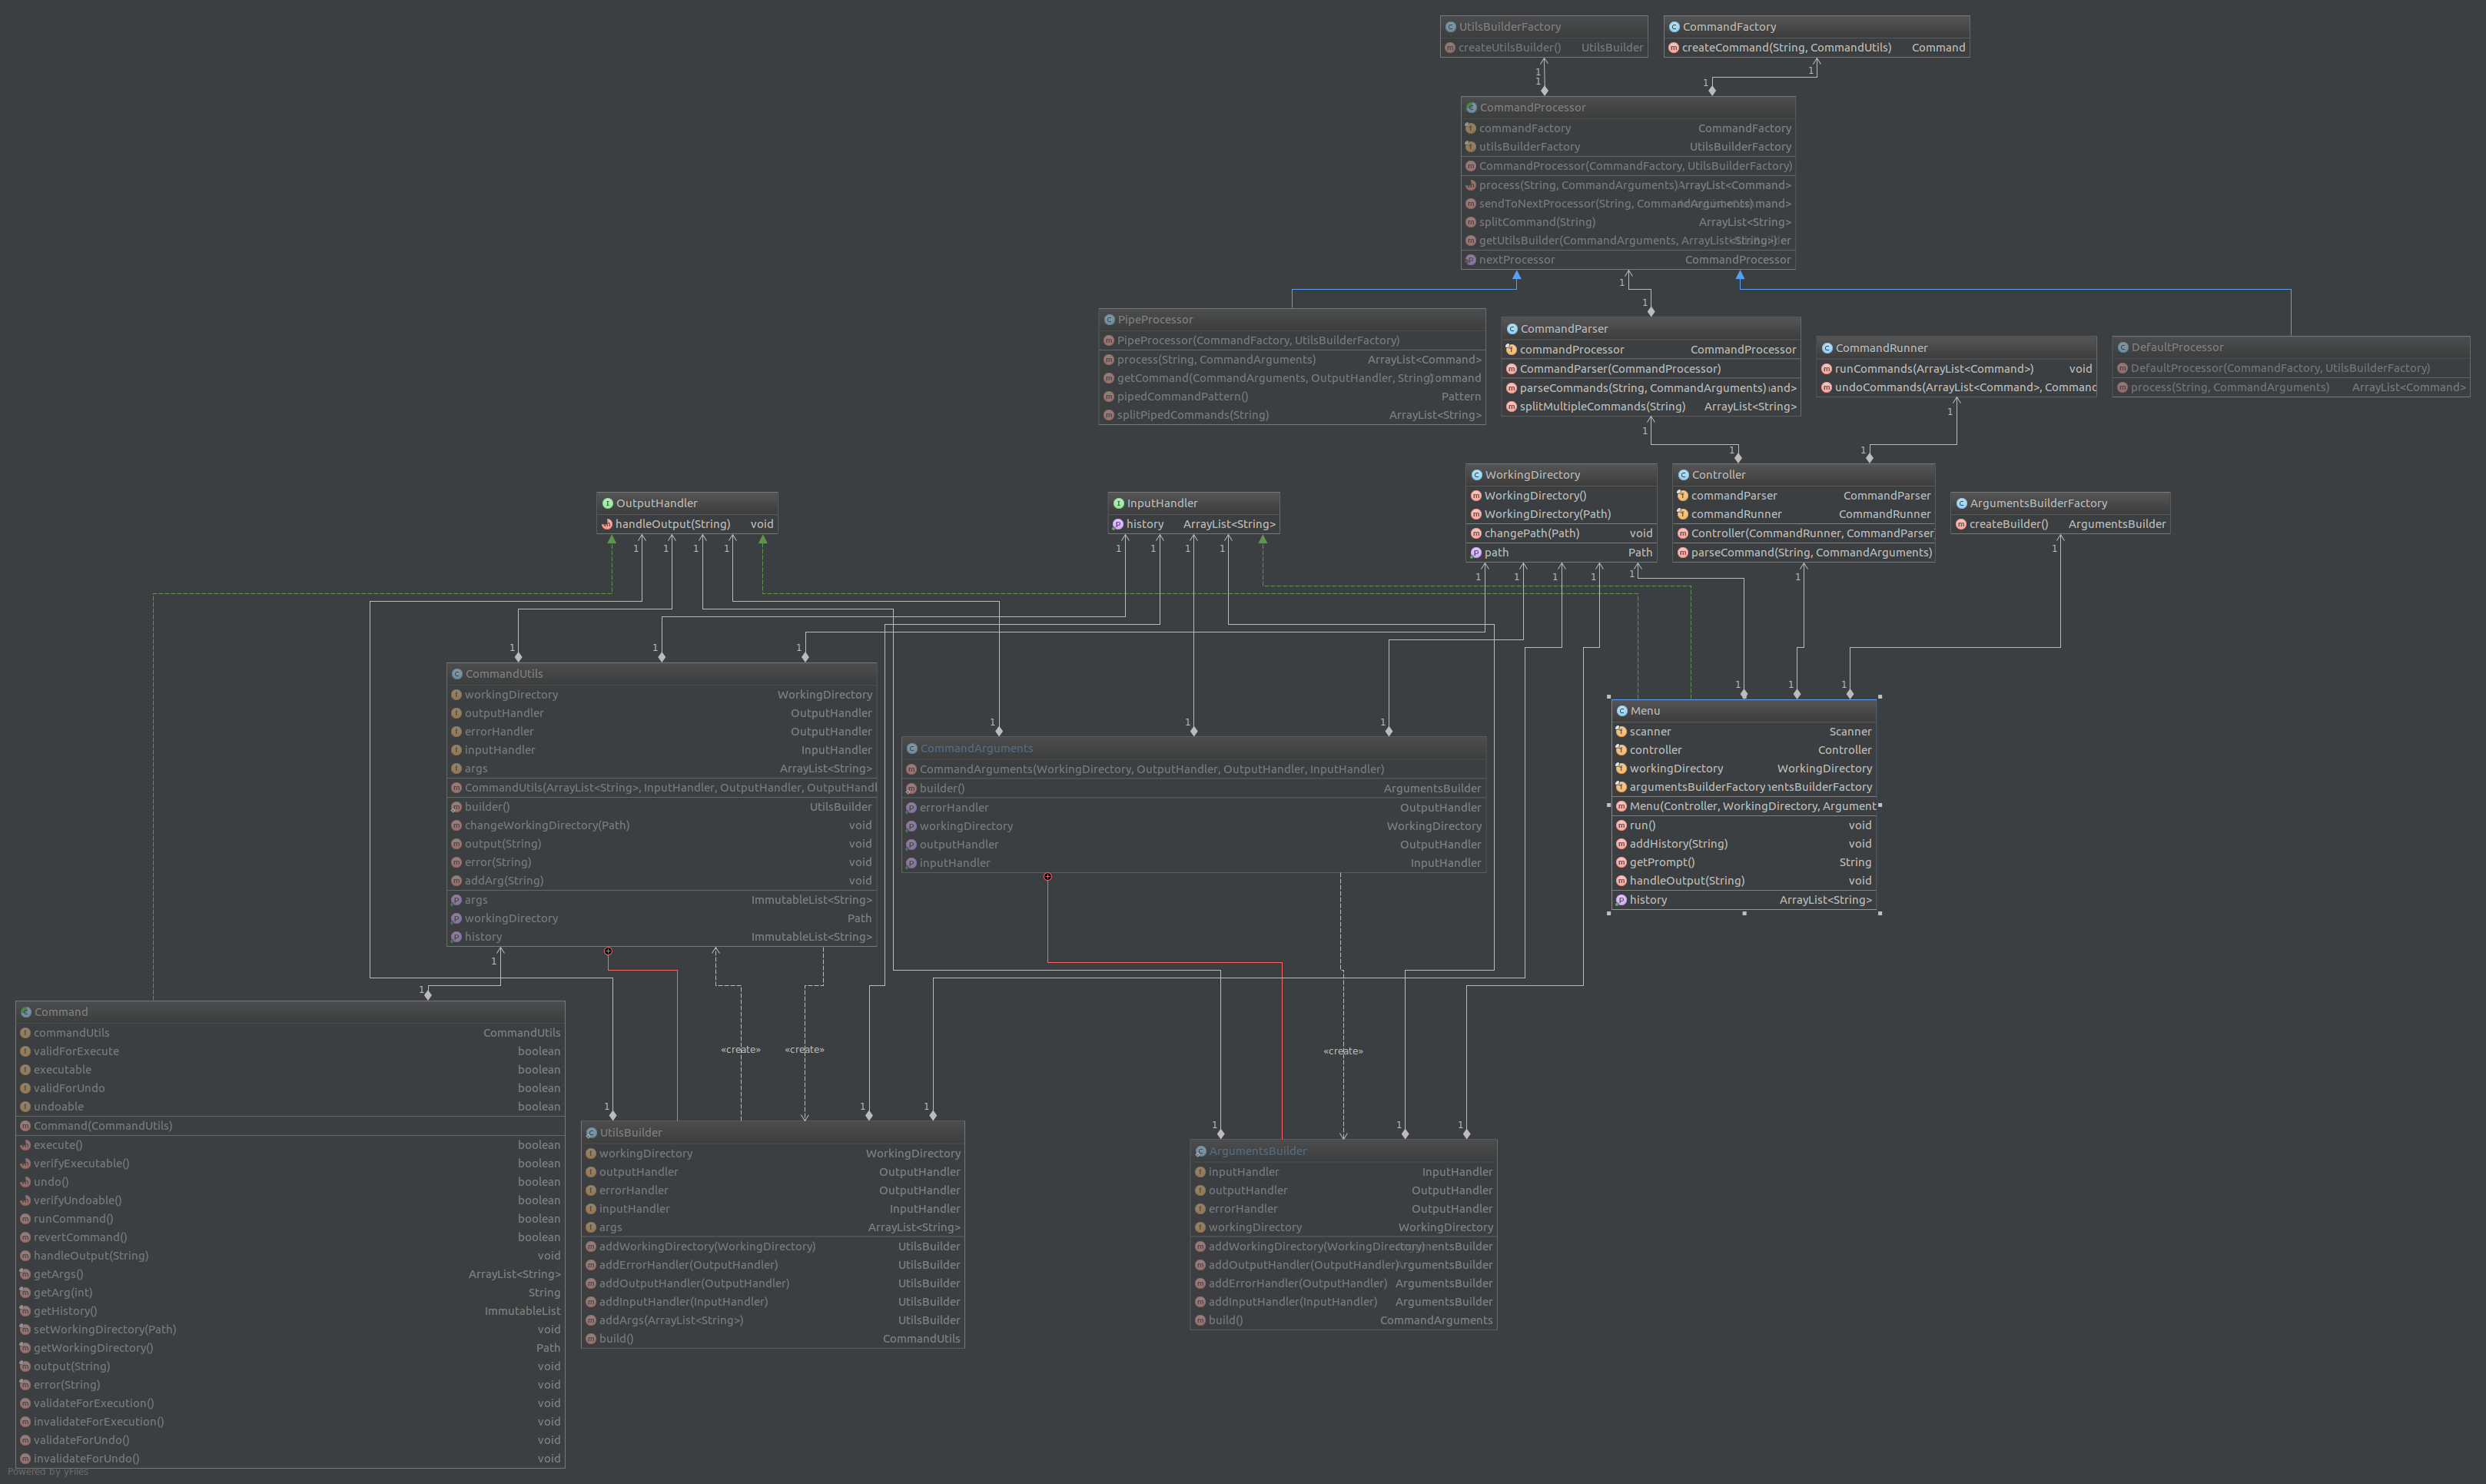 UtilsBuilderFactory
createUtilsBuilder() UtilsBuilder
CommandFactory
createCommand(String, CommandUtils) Command
1
1
1
1
CommandProcessor
commandFactory CommandFactory
utilsBuilderFactory UtilsBuilderFactory
CommandProcessor(CommandFactory, UtilsBuilderFactory)
process(String, CommandArguments) ArrayList<Command>
sendToNextProcessor(String, CommandArguments)
splitCommand(String) ArrayList<String>
getUtilsBuilder(CommandArguments, ArrayList<String>)
nextProcessor CommandProcessor
1
1
PipeProcessor
PipeProcessor(CommandFactory, UtilsBuilderFactory)
process(String, CommandArguments) ArrayList<Command>
getCommand(CommandArguments, OutputHandler, String)
pipedCommandPattern() Pattern
splitPipedCommands(String) ArrayList<String>
CommandParser
commandProcessor CommandProcessor
CommandParser(CommandProcessor)
parseCommands(String, CommandArguments)
splitMultipleCommands(String) ArrayList<String>
CommandRunner
runCommands(ArrayList<Command>) void
undoCommands(ArrayList<Command>, Command
DefaultProcessor
DefaultProcessor(CommandFactory, UtilsBuilderFactory)
process(String, CommandArguments) ArrayList<Command>
1
1
1
1
OutputHandler
handleOutput(String) void
InputHandler
history ArrayList<String>
WorkingDirectory
WorkingDirectory()
WorkingDirectory(Path)
changePath(Path) void
path Path
Controller
commandParser CommandParser
commandRunner CommandRunner
Controller(CommandRunner, CommandParser
parseCommand(String, CommandArguments)
ArgumentsBuilderFactory
createBuilder() ArgumentsBuilder
1 1 1 1 1 1 1 1 1
1 1 1 1 1 1
1 1 1
CommandUtils
workingDirectory WorkingDirectory
outputHandler OutputHandler
errorHandler OutputHandler
inputHandler InputHandler
args ArrayList<String>
CommandUtils(ArrayList<String>, InputHandler, OutputHandler, OutputHandl
builder() UtilsBuilder
changeWorkingDirectory(Path) void
output(String) void
error(String) void
addArg(String) void
args ImmutableList<String>
workingDirectory Path
history ImmutableList<String>
1 1 1
CommandArguments
CommandArguments(WorkingDirectory, OutputHandler, OutputHandler, InputHandler)
builder() ArgumentsBuilder
errorHandler OutputHandler
workingDirectory WorkingDirectory
outputHandler OutputHandler
inputHandler InputHandler
1 1 1
Menu
scanner Scanner
controller Controller
workingDirectory WorkingDirectory
argumentsBuilderFactory
Menu(Controller, WorkingDirectory, Argument
run() void
addHistory(String) void
getPrompt() String
handleOutput(String) void
history ArrayList<String>
1
1
Command
commandUtils CommandUtils
validForExecute boolean
executable boolean
validForUndo boolean
undoable boolean
Command(CommandUtils)
execute() boolean
verifyExecutable() boolean
undo() boolean
verifyUndoable() boolean
runCommand() boolean
revertCommand() boolean
handleOutput(String) void
getArgs() ArrayList<String>
getArg(int) String
getHistory() ImmutableList
setWorkingDirectory(Path) void
getWorkingDirectory() Path
output(String) void
error(String) void
validateForExecution() void
invalidateForExecution() void
validateForUndo() void
invalidateForUndo() void
«create» «create» «create»
1 1 1
UtilsBuilder
workingDirectory WorkingDirectory
outputHandler OutputHandler
errorHandler OutputHandler
inputHandler InputHandler
args ArrayList<String>
addWorkingDirectory(WorkingDirectory) UtilsBuilder
addErrorHandler(OutputHandler) UtilsBuilder
addOutputHandler(OutputHandler) UtilsBuilder
addInputHandler(InputHandler) UtilsBuilder
addArgs(ArrayList<String>) UtilsBuilder
build() CommandUtils
1 1 1
ArgumentsBuilder
inputHandler InputHandler
outputHandler OutputHandler
errorHandler OutputHandler
workingDirectory WorkingDirectory
addWorkingDirectory(WorkingDirectory) ArgumentsBuilder
addOutputHandler(OutputHandler) ArgumentsBuilder
addErrorHandler(OutputHandler) ArgumentsBuilder
addInputHandler(InputHandler) ArgumentsBuilder
build() CommandArguments
Powered by yFiles